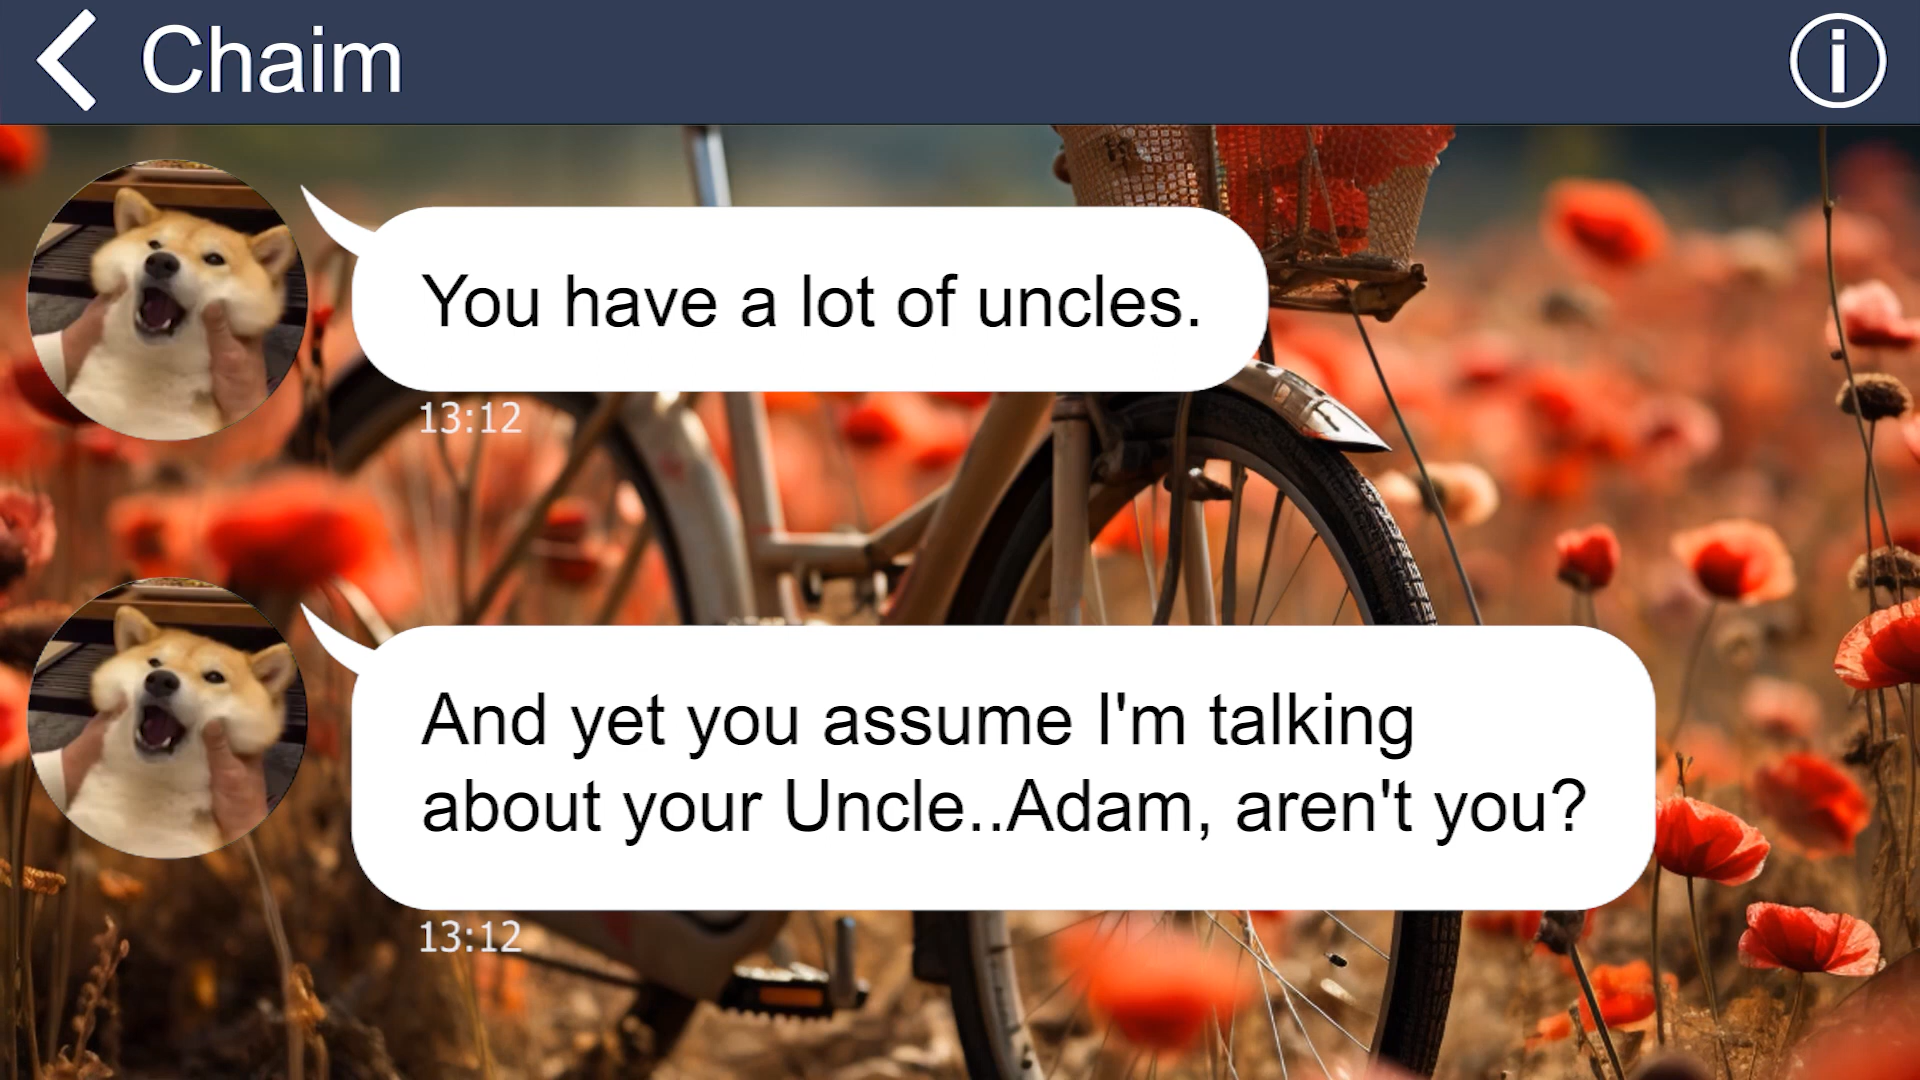 Chaim
You have a lot of uncles.
13:12
And yet you assume I'm talking
about your Uncle..Adam, aren't you?
13:12